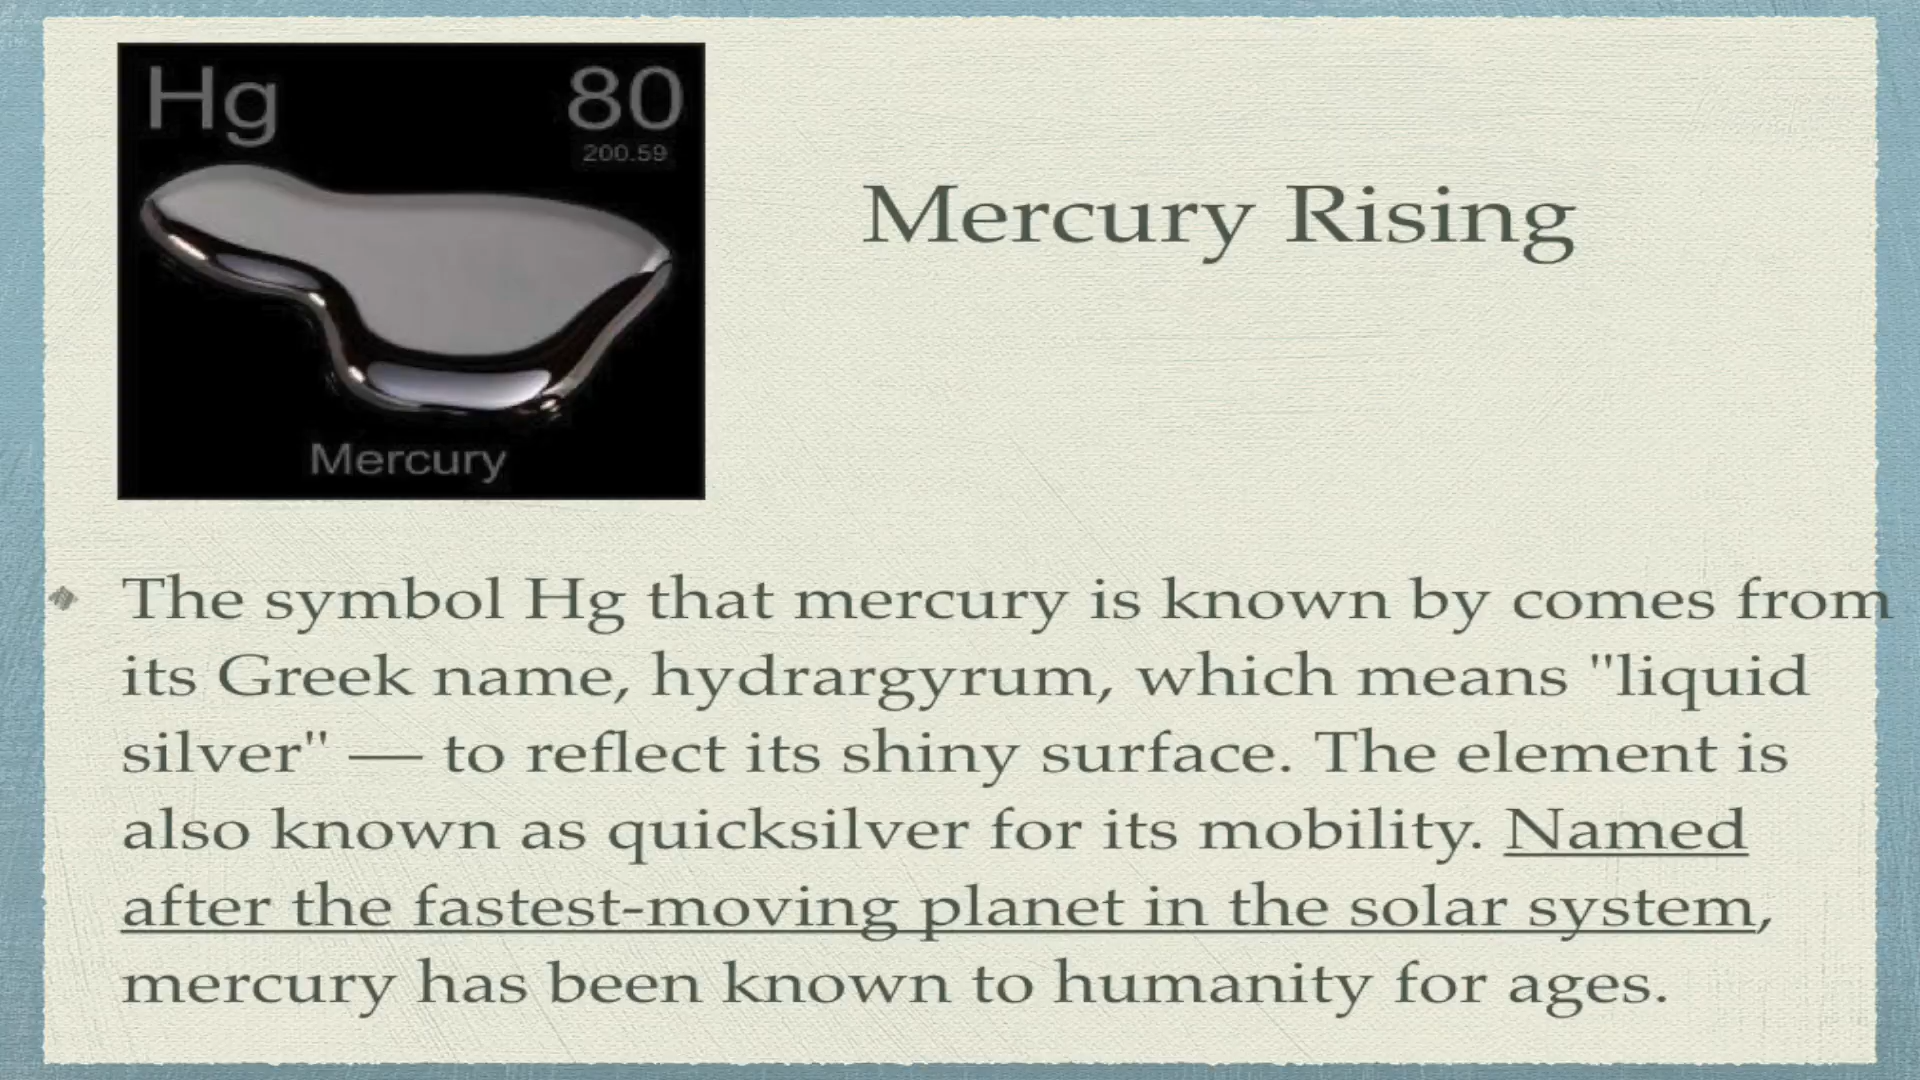 Hg 80
200.59
Mercury
Mercury Rising
The symbol Hg that mercury is known by comes from
its Greek name, hydrargyrum, which means "liquid
silver" — to reflect its shiny surface. The element is
also known as quicksilver for its mobility. Named
after the fastest-moving planet in the solar system,
mercury has been known to humanity for ages.